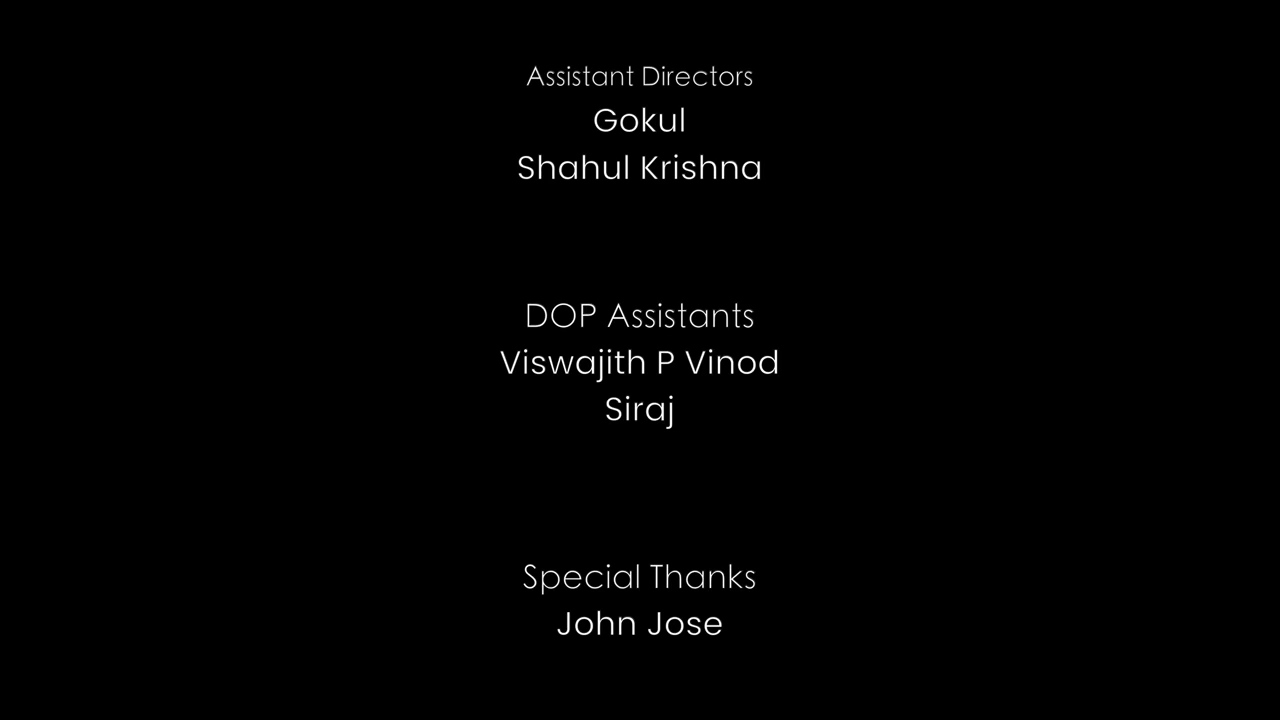 Assistant Directors
Gokul
Shahul Krishna
DOP Assistants
Viswajith P Vinod
Siraj
Special Thanks
John Jose